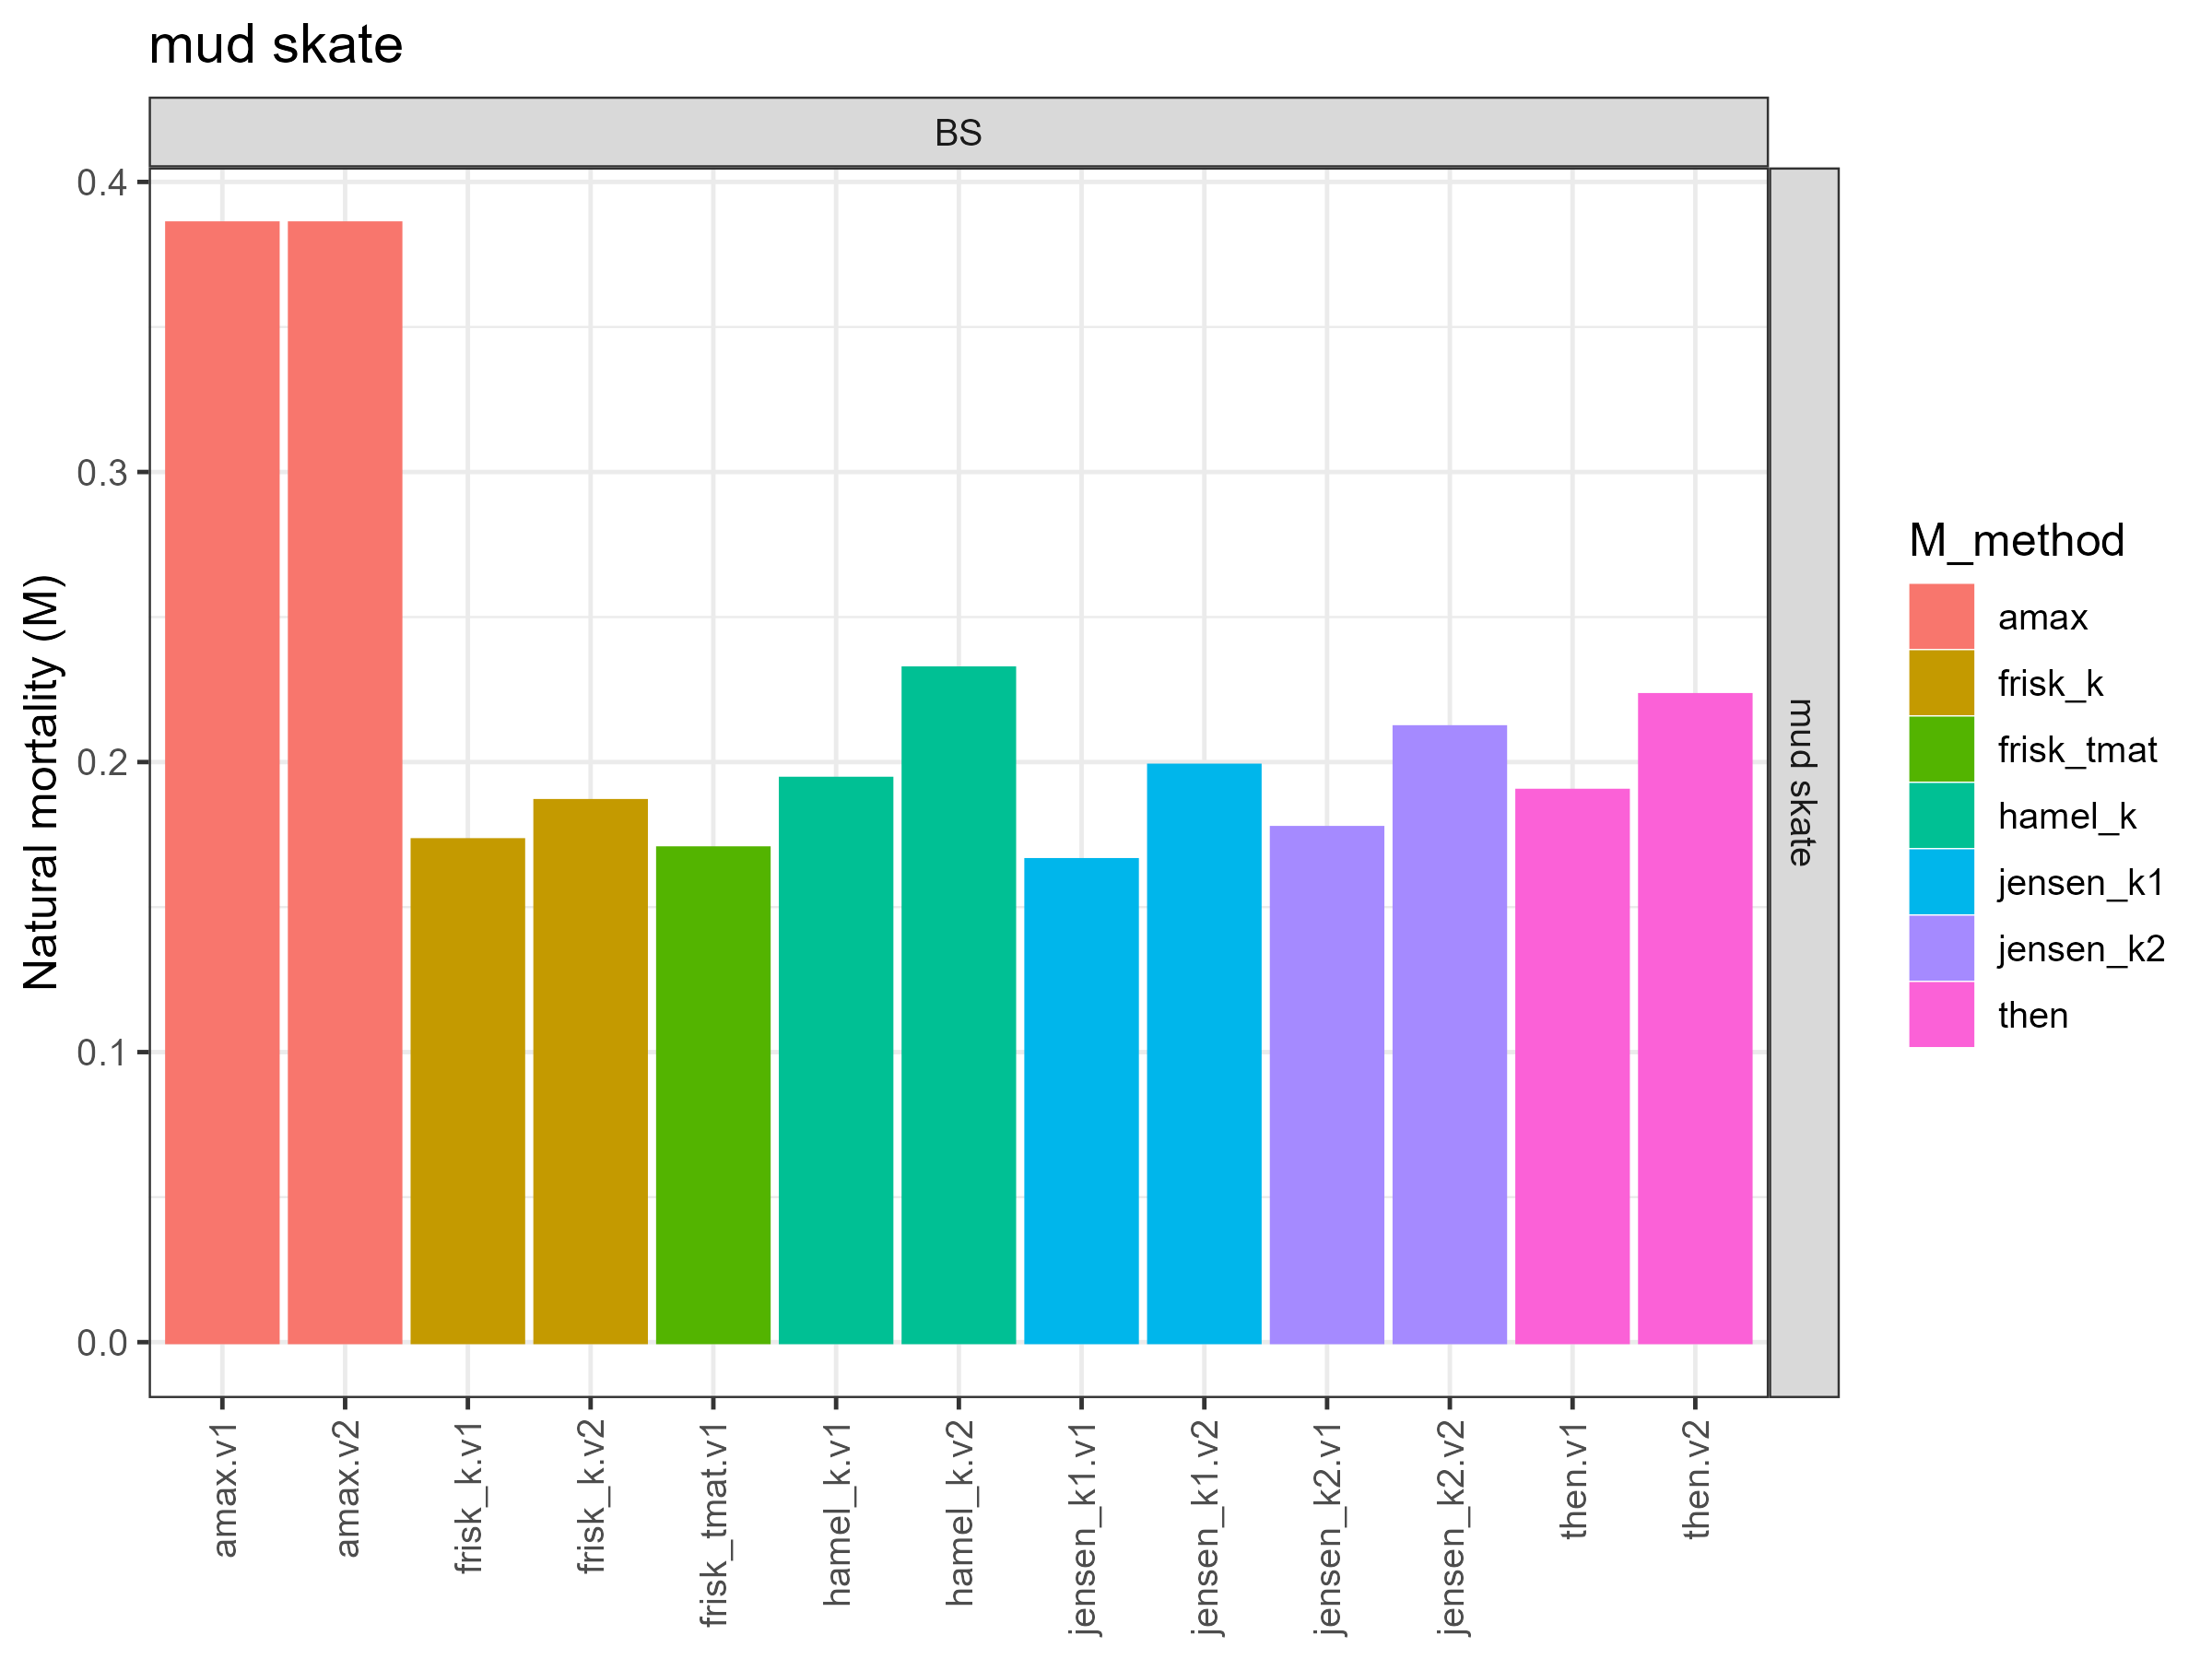 mud skate
BS
mud skate
Natural mortality (M)
0.4
0.3
0.2
0.1
0.0
amax.v1
amax.v2
frisk_k.v1
frisk_k.v2
frisk_tmat.v1
hamel_k.v1
hamel_k.v2
jensen_k1.v1
jensen_k1.v2
jensen_k2.v1
jensen_k2.v2
then.v1
then.v2
M_method
amax
frisk_k
frisk_tmat
hamel_k
jensen_k1
jensen_k2
then